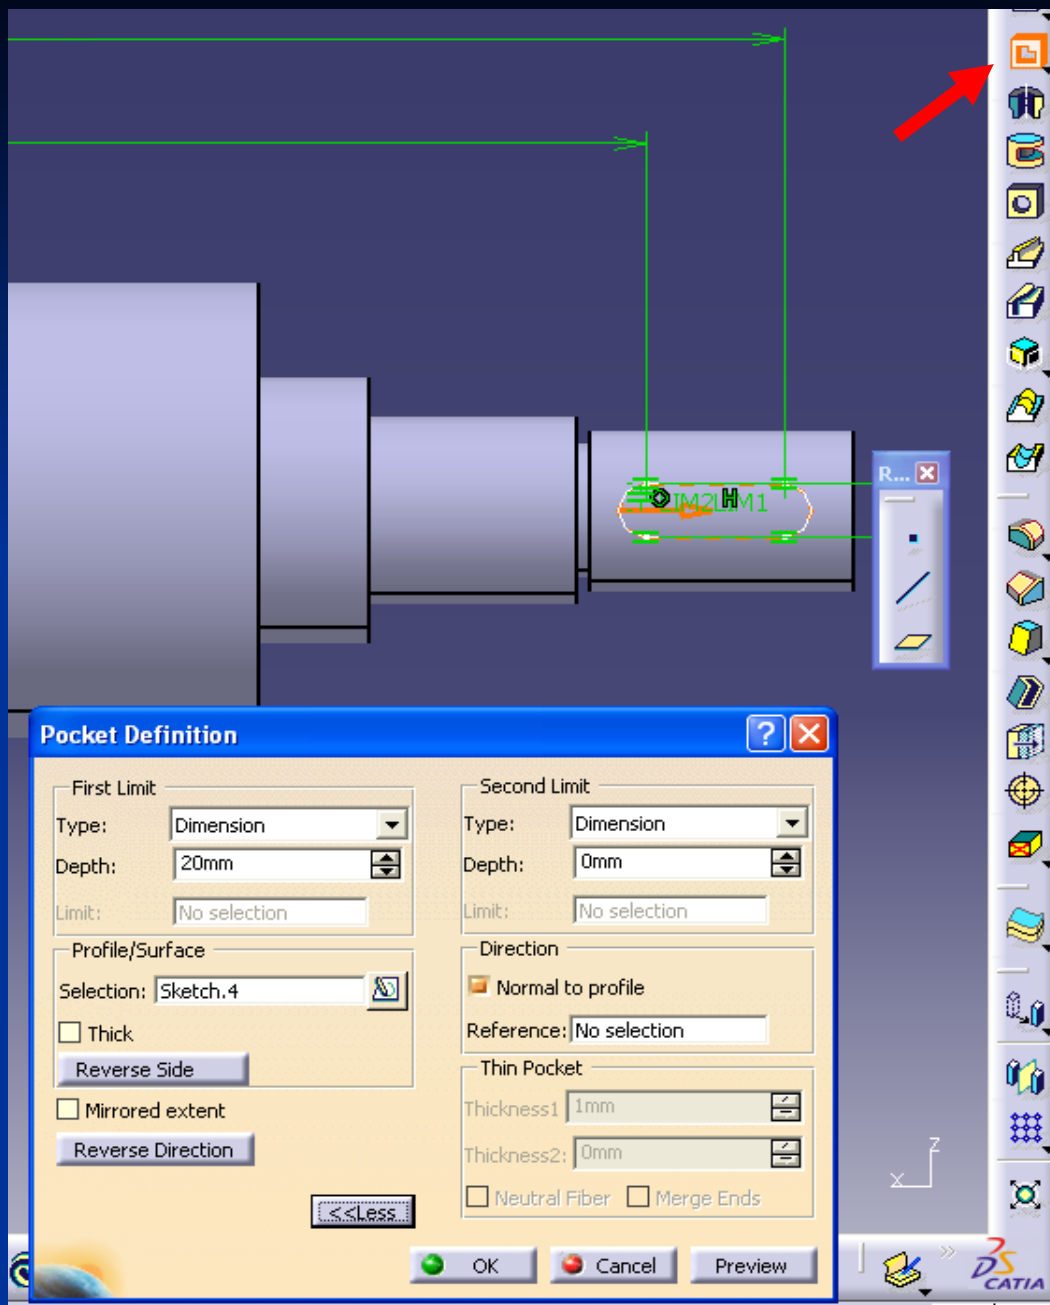 LIM2LIM1
R...
Pocket Definition
First Limit
Type: Dimension
Depth: 20mm
Limit: No selection
Profile/Surface
Selection: Sketch.4
Thick
Reverse Side
Mirrored extent
Reverse Direction
<<Less
Second Limit
Type: Dimension
Depth: 0mm
Limit: No selection
Direction
Normal to profile
Reference: No selection
Thin Pocket
Thickness1 1mm
Thickness2: 0mm
Neutral Fiber Merge Ends
OK Cancel Preview
z
x
H
»
DS
CATIA